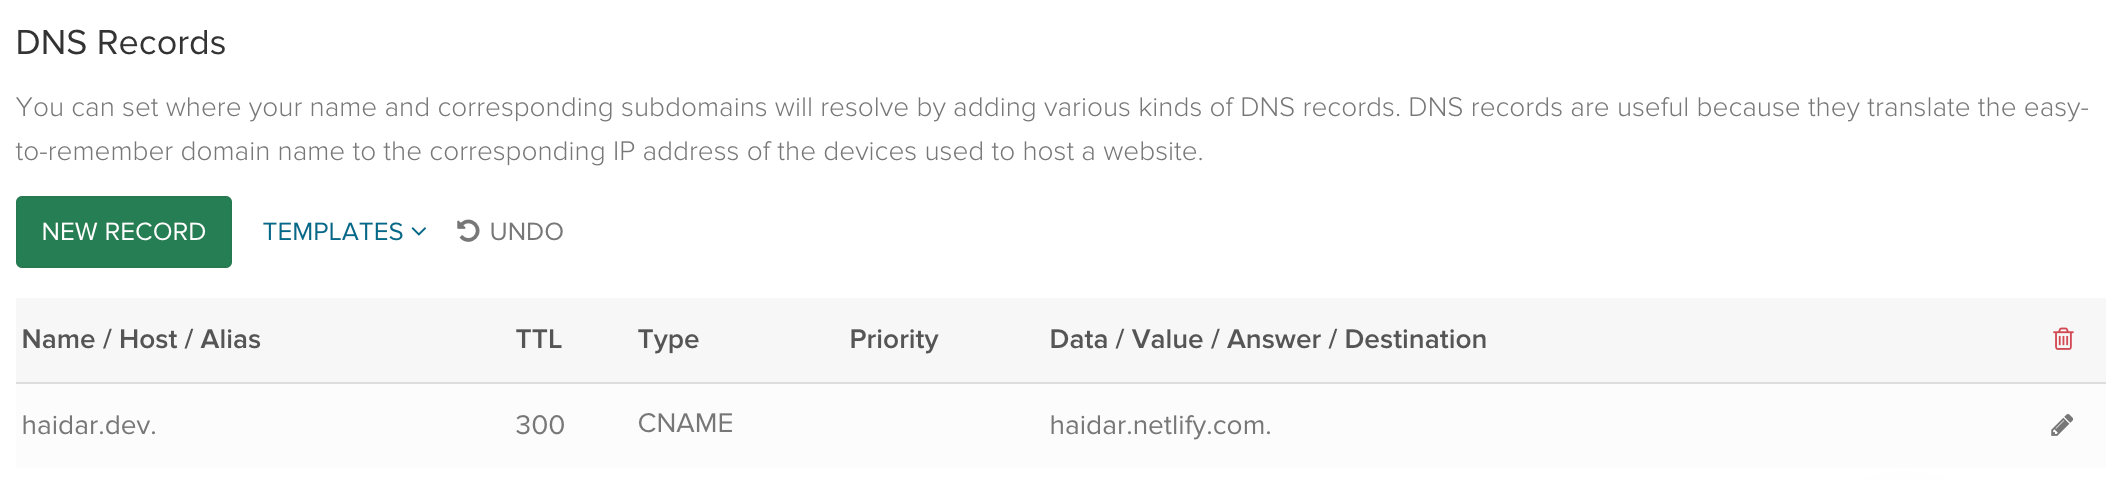 DNS Records
You can set where your name and corresponding subdomains will resolve by adding various kinds of DNS records. DNS records are useful because they translate the easy-
to-remember domain name to the corresponding IP address of the devices used to host a website.
NEW RECORD TEMPLATES UNDO
Name / Host / Alias TTL Type Priority Data / Value / Answer / Destination
haidar.dev. 300 CNAME haidar.netlify.com.